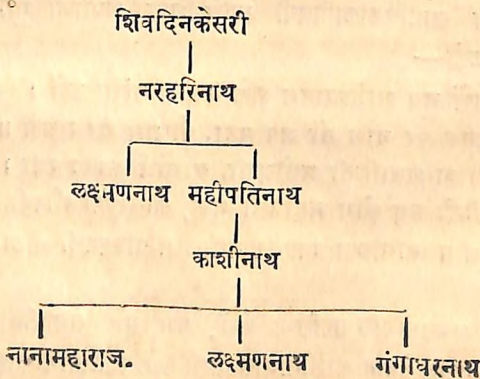 शिवदिनकेसरी
नरहरिनाथ
लक्ष्मणनाथ महीपतिनाथ
काशीनाथ
नानामहाराज. लक्ष्मणनाथ गंगाधरनाथ